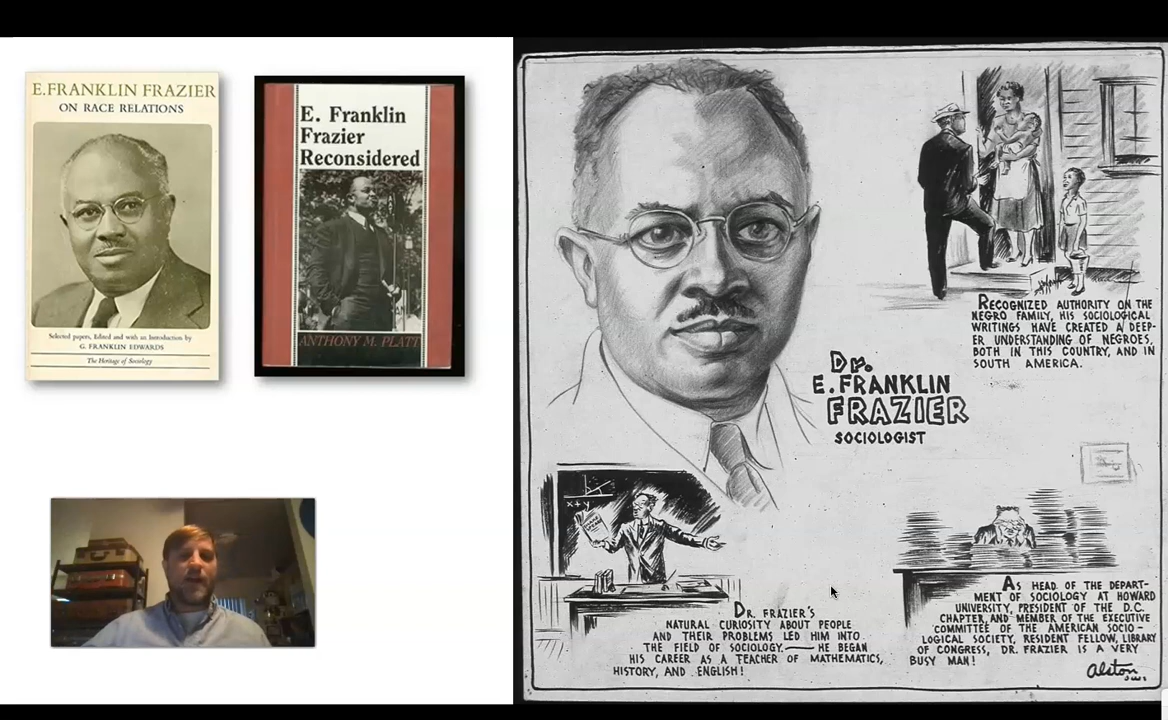 E. FRANKLIN FRAZIER
ON RACE RELATIONS
Selected papers, Edited and with an Introduction by
G. FRANKLIN EDWARDS
The Heritage of Sociology
E. Franklin
Frazier
Reconsidered
ANTHONY M. PLATT
RECOGNIZED AUTHORITY ON THE
NEGRO FAMILY, HIS SOCIOLOGICAL
WRITINGS HAVE CREATED A DEEP-
ER UNDERSTANDING OF NEGROES,
BOTH IN THIS COUNTRY, AND IN
SOUTH AMERICA.
Dr.
E. FRANKLIN
FRAZIER
SOCIOLOGIST
X+Y
DR. FRAZIER'S
NATURAL CURIOSITY ABOUT PEOPLE
AND THEIR PROBLEMS LED HIM INTO
THE FIELD OF SOCIOLOGY.—HE BEGAN
HIS CAREER AS A TEACHER OF MATHEMATICS,
HISTORY, AND ENGLISH!
AS HEAD OF THE DEPART-
MENT OF SOCIOLOGY AT HOWARD
UNIVERSITY, PRESIDENT OF THE D.C.
CHAPTER, AND MEMBER OF THE EXECUTIVE
COMMITTEE OF THE AMERICAN SOCIO-
LOGICAL SOCIETY, RESIDENT FELLOW, LIBRARY
OF CONGRESS, DR. FRAZIER IS A VERY
BUSY MAN!
Alston